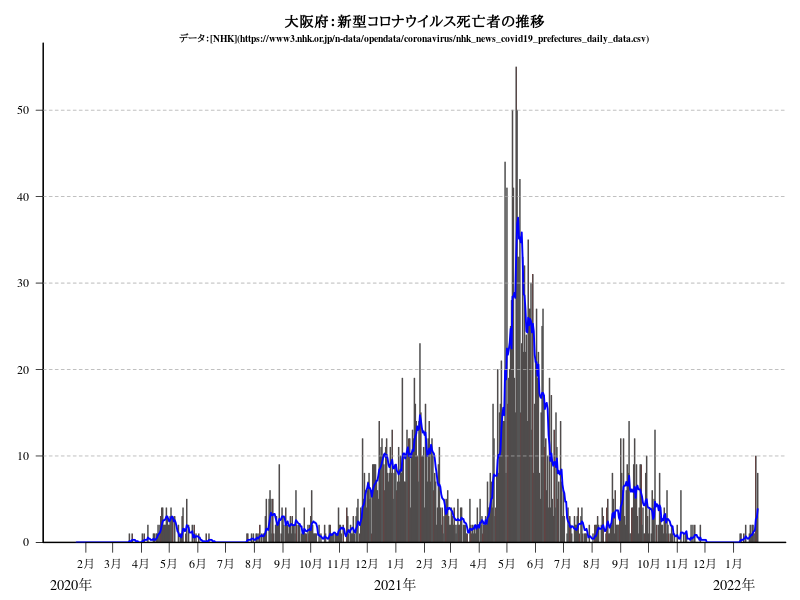 大阪府：新型コロナウイルス死亡者の推移
データ：[NHK](https://www3.nhk.or.jp/n-data/opendata/coronavirus/nhk_news_covid19_prefectures_daily_data.csv)
50
40
30
20
10
0
2月 3月 4月 5月 6月 7月 8月 9月 10月 11月 12月 1月 2月 3月 4月 5月 6月 7月 8月 9月 10月 11月 12月 1月
2020年 2021年 2022年